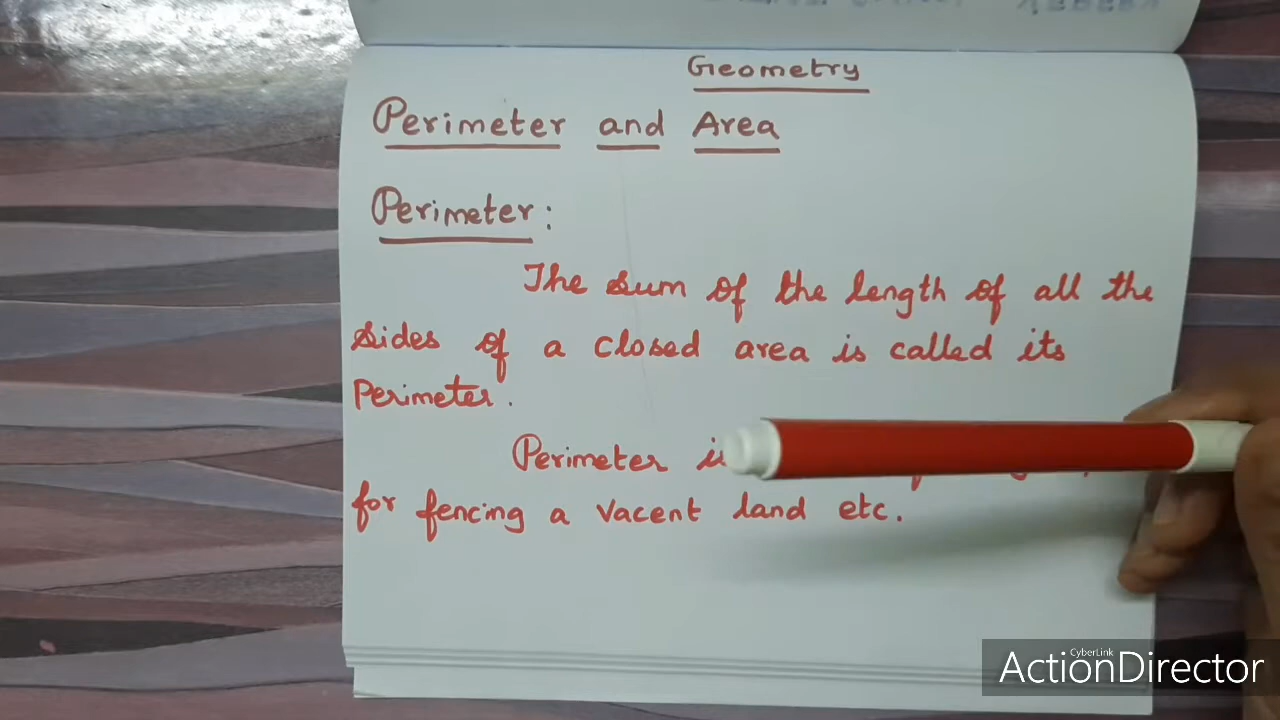 Geometry
Perimeter and Area
Perimeter:
The sum of the length of all the
sides of a closed area is called its
Perimeter.
Perimeter
for fencing a vacent land etc.
CyberLink
ActionDirector